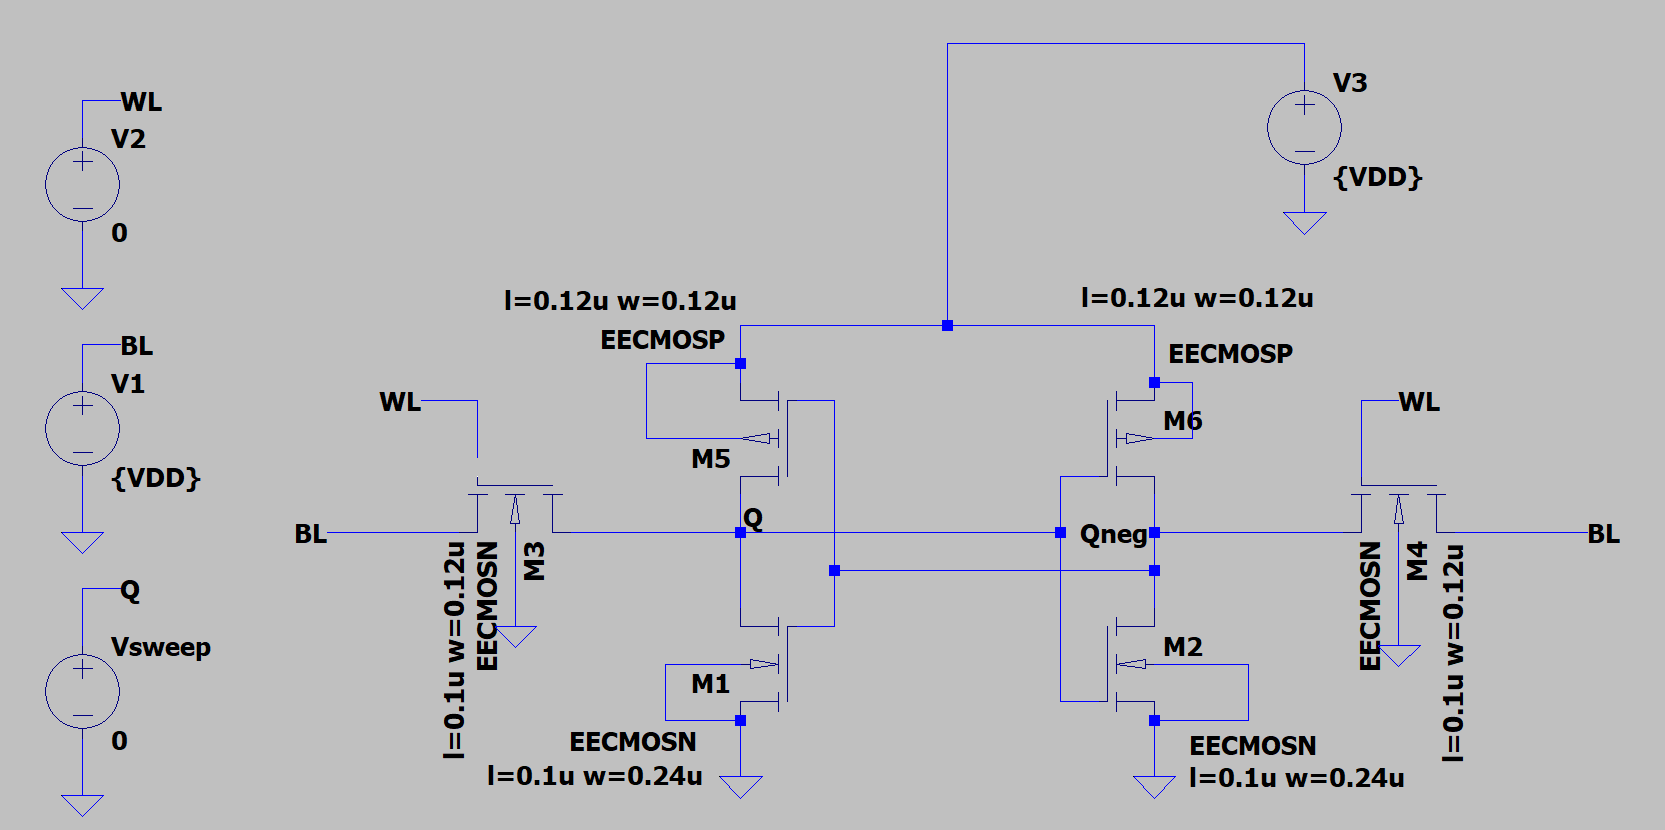 V3
{VDD}
WL
V2
0
l=0.12u w=0.12u
EECMOSP
l=0.12u w=0.12u
EECMOSP
BL
V1
{VDD}
WL
M5
M6
WL
BL
Q
Qneg
BL
M3
EECMOSN
l=0.1u w=0.12u
M4
EECMOSN
l=0.1u w=0.12u
Q
Vsweep
0
M1
EECMOSN
l=0.1u w=0.24u
M2
EECMOSN
l=0.1u w=0.24u